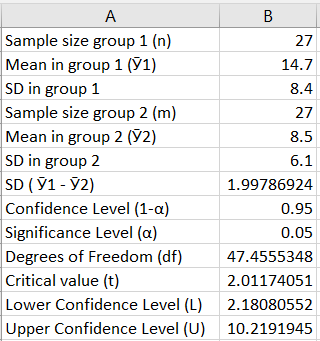 A B
Sample size group 1 (n) 27
Mean in group 1 (Ȳ1) 14.7
SD in group 1 8.4
Sample size group 2 (m) 27
Mean in group 2 (Ȳ2) 8.5
SD in group 2 6.1
SD ( Ȳ1 - Ȳ2) 1.99786924
Confidence Level (1-α) 0.95
Significance Level (α) 0.05
Degrees of Freedom (df) 47.4555348
Critical value (t) 2.01174051
Lower Confidence Level (L) 2.18080552
Upper Confidence Level (U) 10.2191945